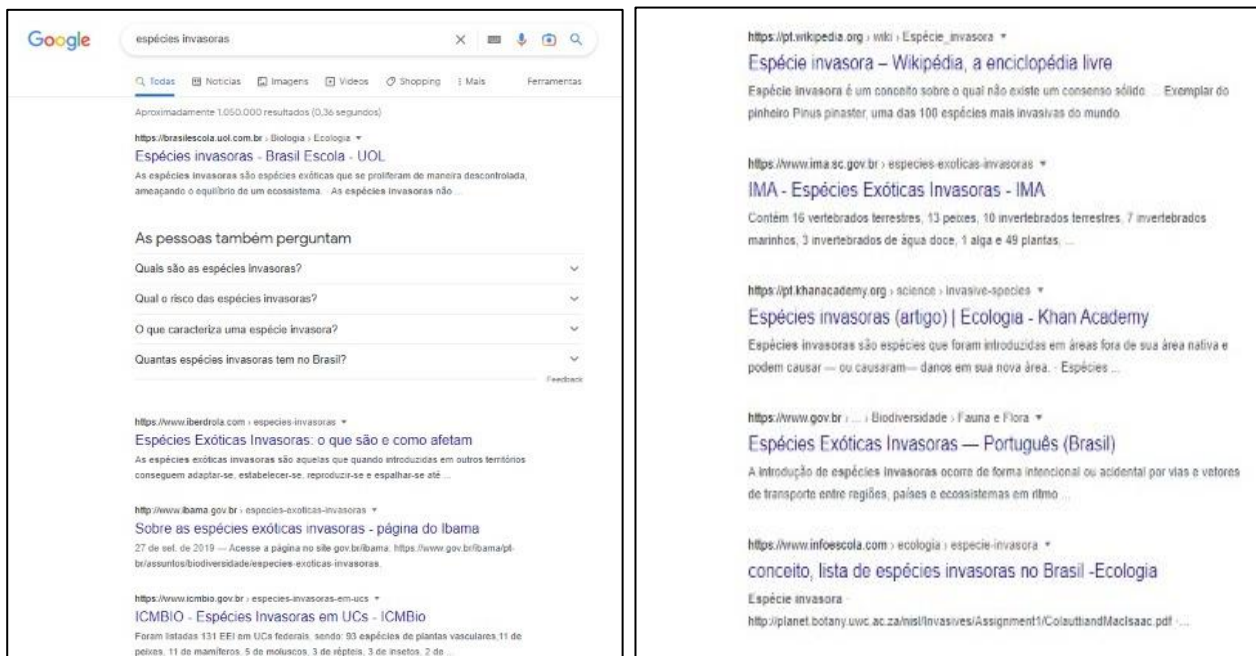 Google
espécies invasoras
Todas Notícias Imagens Vídeos Shopping Mais Ferramentas
Aproximadamente 1.050.000 resultados (0,36 segundos)
https://brasilescola.uol.com.br › Biologia › Ecologia
Espécies invasoras - Brasil Escola - UOL
As espécies invasoras são espécies exóticas que se proliferam de maneira descontrolada,
ameaçando o equilíbrio de um ecossistema. · As espécies invasoras não ...
As pessoas também perguntam
Quais são as espécies invasoras?
Qual o risco das espécies invasoras?
O que caracteriza uma espécie invasora?
Quantas espécies invasoras tem no Brasil?
Feedback
https://www.iberdrola.com › especies-invasoras
Espécies Exóticas Invasoras: o que são e como afetam
As espécies exóticas invasoras são aquelas que quando introduzidas em outros territórios
conseguem adaptar-se, estabelecer-se, reproduzir-se e espalhar-se até ...
http://www.ibama.gov.br › especies-exoticas-invasoras
Sobre as espécies exóticas invasoras - página do Ibama
27 de set. de 2019 — Acesse a página no site gov.br/ibama. https://www.gov.br/ibama/pt-
br/assuntos/biodiversidade/especies-exoticas-invasoras.
https://www.icmbio.gov.br › especies-invasoras-em-ucs
ICMBIO - Espécies Invasoras em UCs - ICMBio
Foram listadas 131 EEI em UCs federais, sendo: 93 espécies de plantas vasculares,11 de
peixes, 11 de mamíferos, 5 de moluscos, 3 de répteis, 3 de insetos, 2 de ...
https://pt.wikipedia.org › wiki › Espécie_invasora
Espécie invasora – Wikipédia, a enciclopédia livre
Espécie invasora é um conceito sobre o qual não existe um consenso sólido. ... Exemplar do
pinheiro Pinus pinaster, uma das 100 espécies mais invasivas do mundo.
https://www.ima.sc.gov.br › especies-exoticas-invasoras
IMA - Espécies Exóticas Invasoras - IMA
Contém 16 vertebrados terrestres, 13 peixes, 10 invertebrados terrestres, 7 invertebrados
marinhos, 3 invertebrados de água doce, 1 alga e 49 plantas, ...
https://pt.khanacademy.org › science › invasive-species
Espécies invasoras (artigo) | Ecologia - Khan Academy
Espécies invasoras são espécies que foram introduzidas em áreas fora de sua área nativa e
podem causar — ou causaram— danos em sua nova área. · Espécies ...
https://www.gov.br › ... › Biodiversidade › Fauna e Flora
Espécies Exóticas Invasoras — Português (Brasil)
A introdução de espécies invasoras ocorre de forma intencional ou acidental por vias e vetores
de transporte entre regiões, países e ecossistemas em ritmo ...
https://www.infoescola.com › ecologia › especie-invasora
conceito, lista de espécies invasoras no Brasil -Ecologia
Espécie invasora ·
http://planet.botany.uwc.ac.za/nisl/Invasives/Assignment1/ColauttiandMacIsaac.pdf · ...